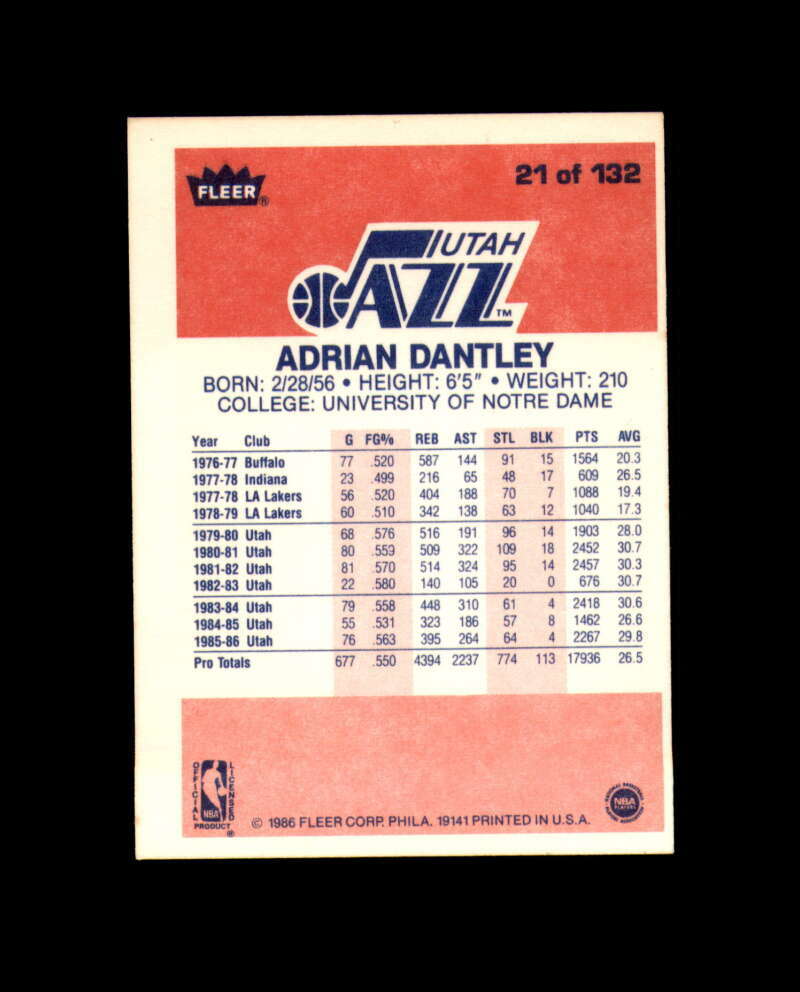 FLEER®
21 of 132
UTAH
JAZZ™
ADRIAN DANTLEY
BORN: 2/28/56 • HEIGHT: 6'5" • WEIGHT: 210
COLLEGE: UNIVERSITY OF NOTRE DAME
Year Club G FG% REB AST STL BLK PTS AVG
1976-77 Buffalo 77 .520 587 144 91 15 1564 20.3
1977-78 Indiana 23 .499 216 65 48 17 609 26.5
1977-78 LA Lakers 56 .520 404 188 70 7 1088 19.4
1978-79 LA Lakers 60 .510 342 138 63 12 1040 17.3
1979-80 Utah 68 .576 516 191 96 14 1903 28.0
1980-81 Utah 80 .559 509 322 109 18 2452 30.7
1981-82 Utah 81 .570 514 324 95 14 2457 30.3
1982-83 Utah 22 .580 140 105 20 0 676 30.7
1983-84 Utah 79 .558 448 310 61 4 2418 30.6
1984-85 Utah 55 .531 323 186 57 8 1462 26.6
1985-86 Utah 76 .563 395 264 64 4 2267 29.8
Pro Totals 677 .550 4394 2237 774 113 17936 26.5
OFFICIAL LICENSED
NBA
PRODUCT®
© 1986 FLEER CORP. PHILA. 19141 PRINTED IN U.S.A.
NATIONAL BASKETBALL
NBA
PLAYERS